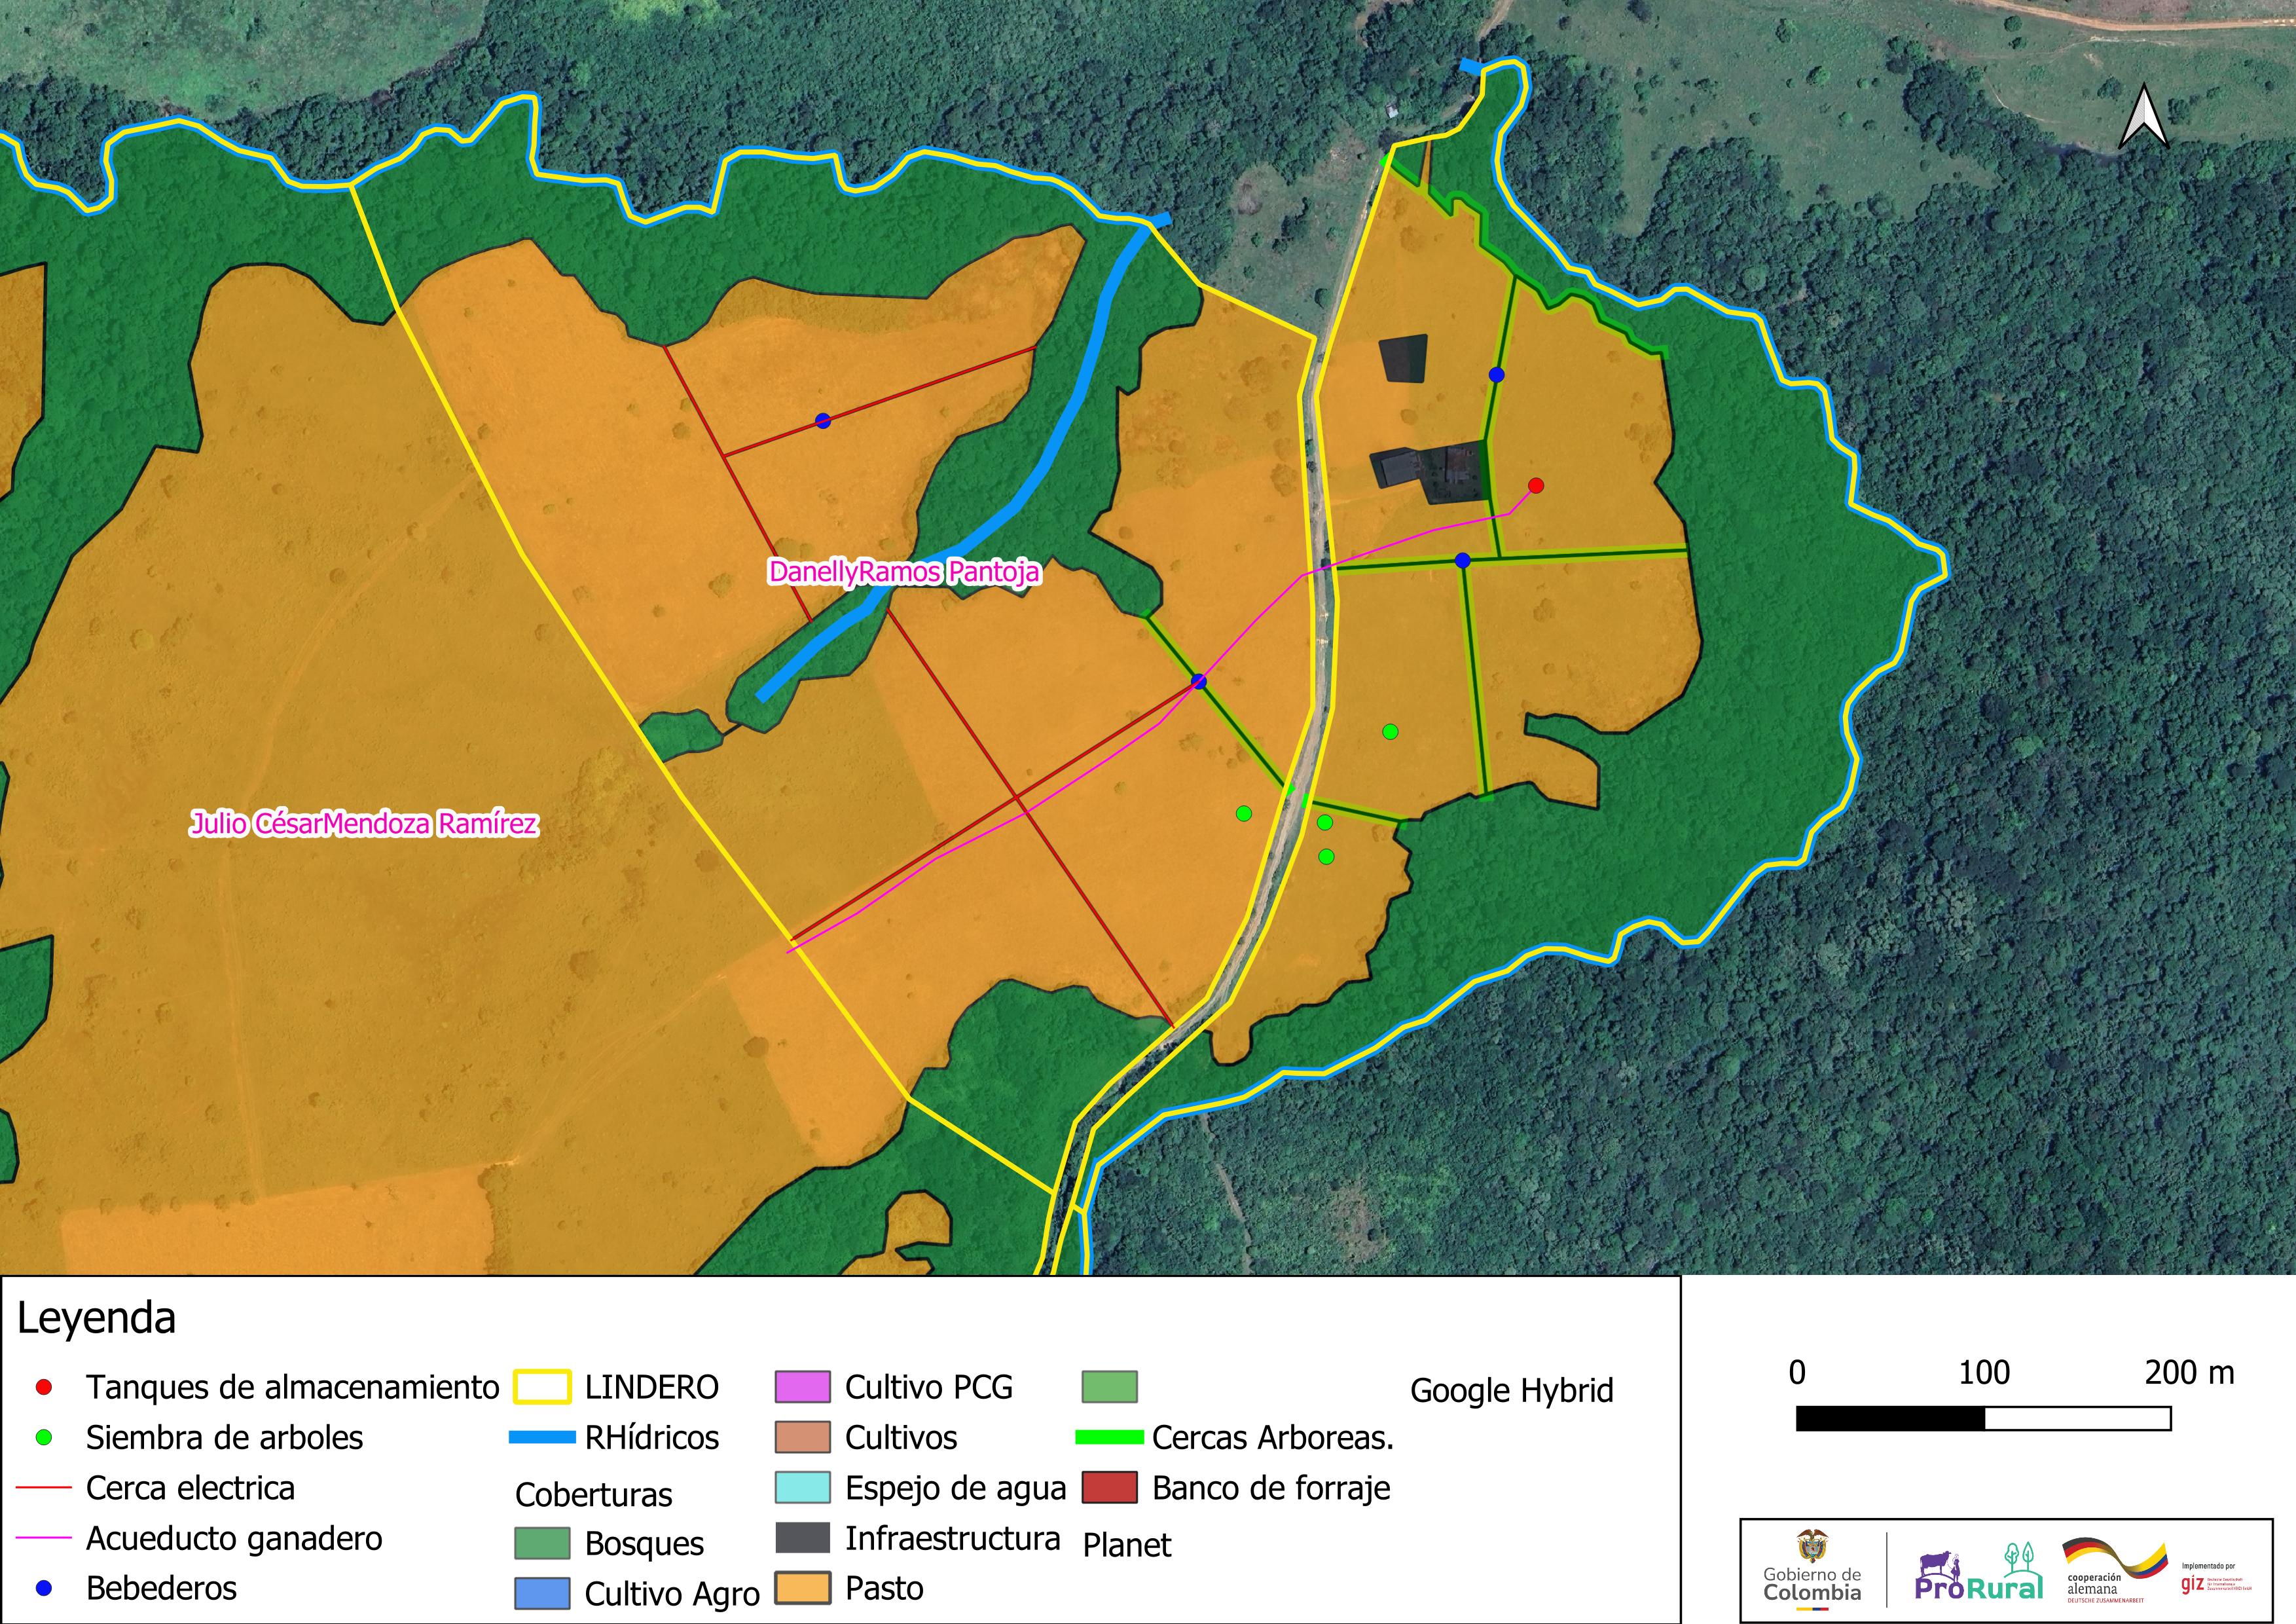 DanellyRamos Pantoja
Julio CésarMendoza Ramírez
Leyenda
Tanques de almacenamiento
Siembra de arboles
Cerca electrica
Acueducto ganadero
Bebederos
LINDERO
RHídricos
Coberturas
Bosques
Cultivo Agro
Cultivo PCG
Cultivos
Espejo de agua
Infraestructura
Pasto
Cercas Arboreas.
Banco de forraje
Planet
Google Hybrid
0 100 200 m
Gobierno de
Colombia
ProRural
cooperación
alemana
DEUTSCHE ZUSAMMENARBEIT
Implementado por
giz